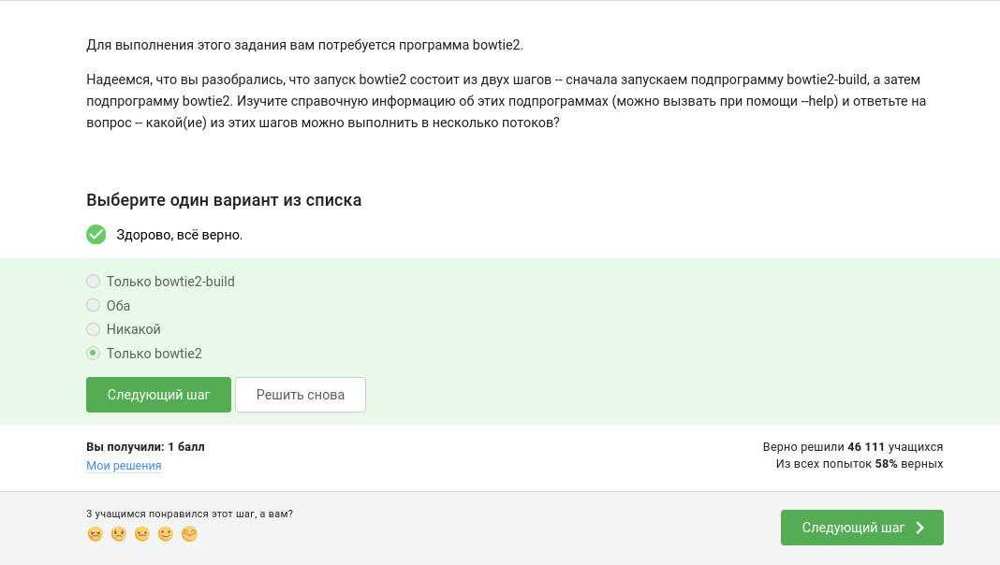 Для выполнения этого задания вам потребуется программа bowtie2.
Надеемся, что вы разобрались, что запуск bowtie2 состоит из двух шагов -- сначала запускаем подпрограмму bowtie2-build, а затем
подпрограмму bowtie2. Изучите справочную информацию об этих подпрограммах (можно вызвать при помощи --help) и ответьте на
вопрос -- какой(ие) из этих шагов можно выполнить в несколько потоков?
Выберите один вариант из списка
Здорово, всё верно.
Только bowtie2-build
Оба
Никакой
Только bowtie2
Следующий шаг
Решить снова
Вы получили: 1 балл
Мои решения
Верно решили 46 111 учащихся
Из всех попыток 58% верных
3 учащимся понравился этот шаг, а вам?
Следующий шаг